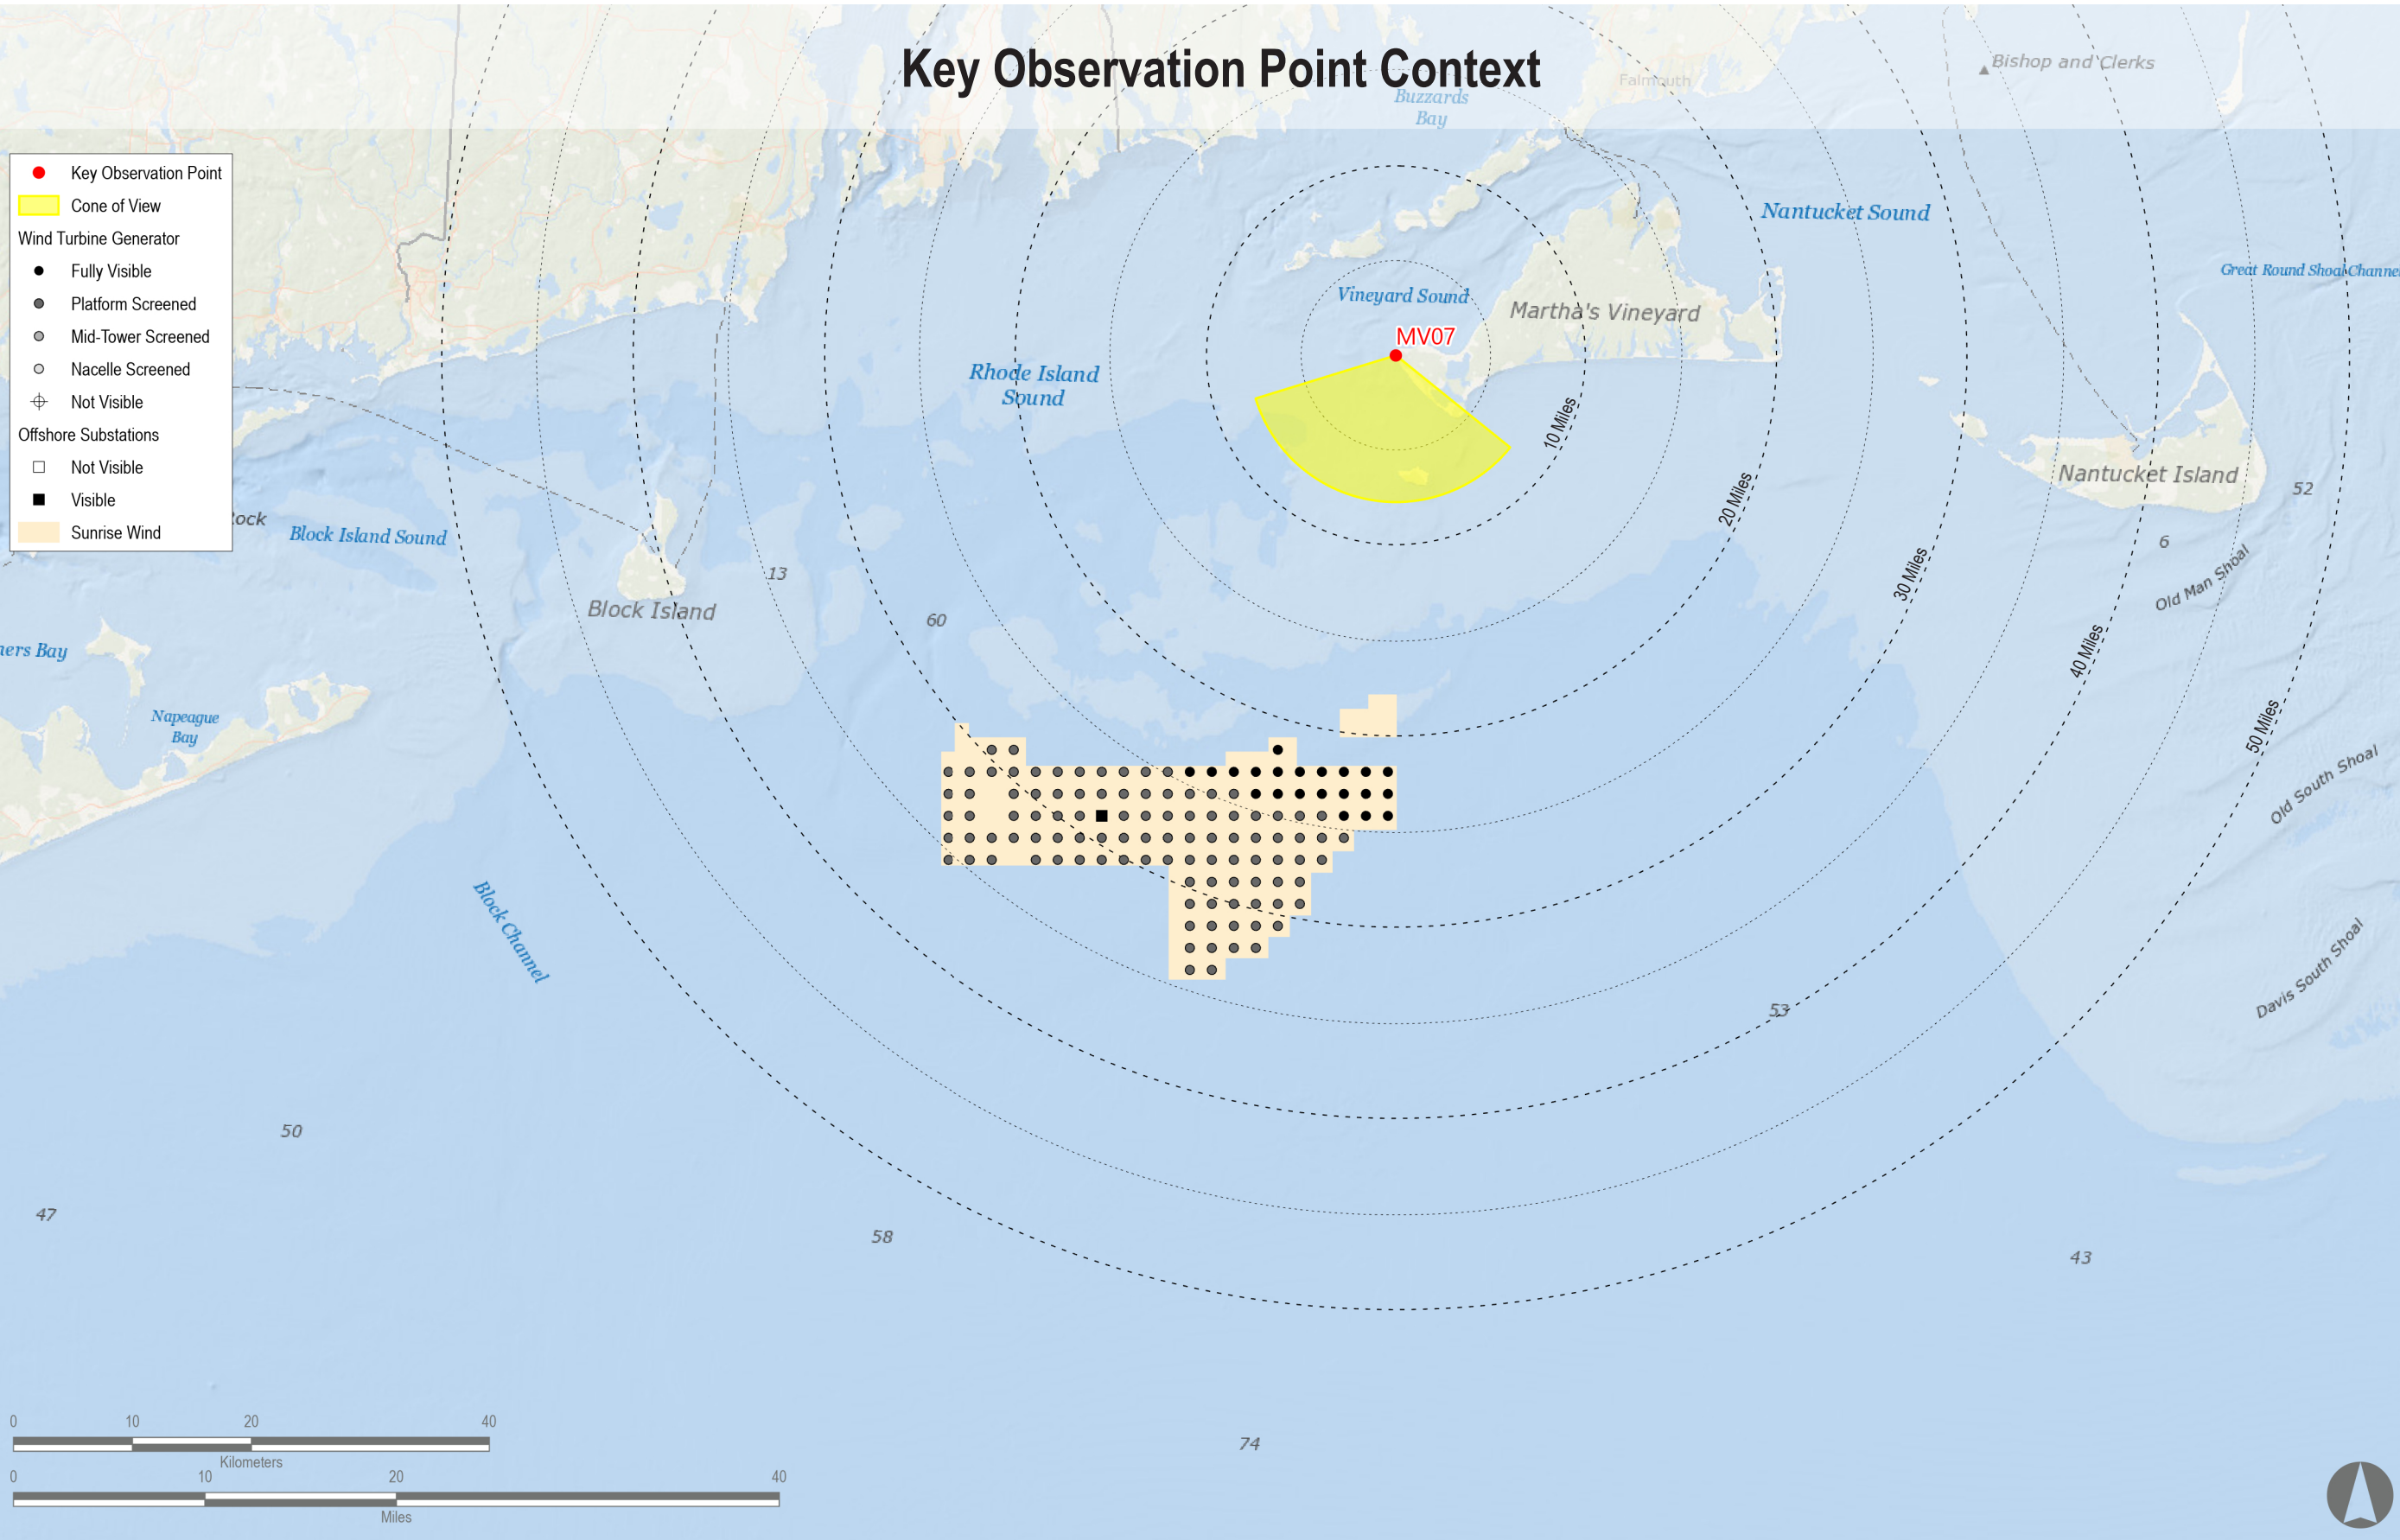 Key Observation Point Context
Bishop and Clerks
Falmouth
Buzzards
Bay
Key Observation Point
Cone of View
Wind Turbine Generator
Fully Visible
Platform Screened
Mid-Tower Screened
Nacelle Screened
Not Visible
Offshore Substations
Not Visible
Visible
Sunrise Wind
Nantucket Sound
Great Round Shoal Channel
Vineyard Sound
Martha's Vineyard
MV07
Rhode Island
Sound
10 Miles
20 Miles
30 Miles
40 Miles
50 Miles
Nantucket Island
52
6
Old Man Shoal
Block Island Sound
13
Block Island
60
Napeague
Bay
Old South Shoal
Block Channel
Davis South Shoal
53
50
47
58
43
74
0 10 20 40
Kilometers
0 10 20 40
Miles